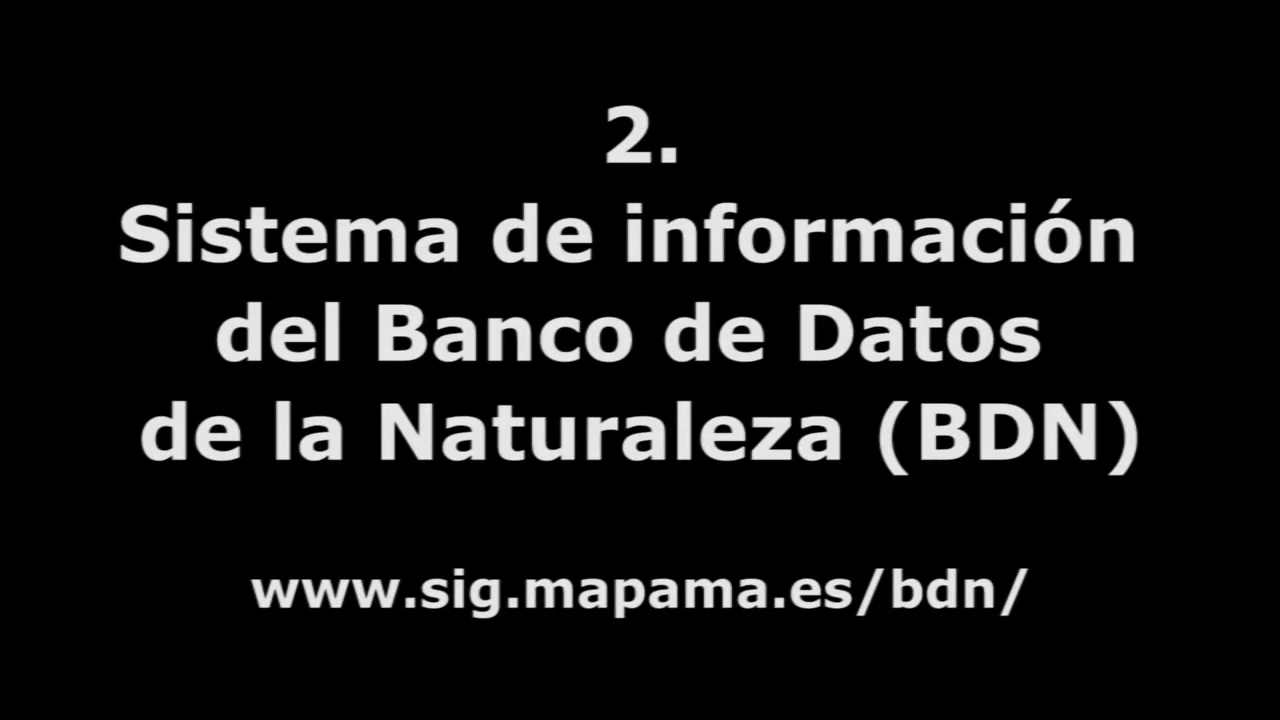 2.
Sistema de información
del Banco de Datos
de la Naturaleza (BDN)
www.sig.mapama.es/bdn/